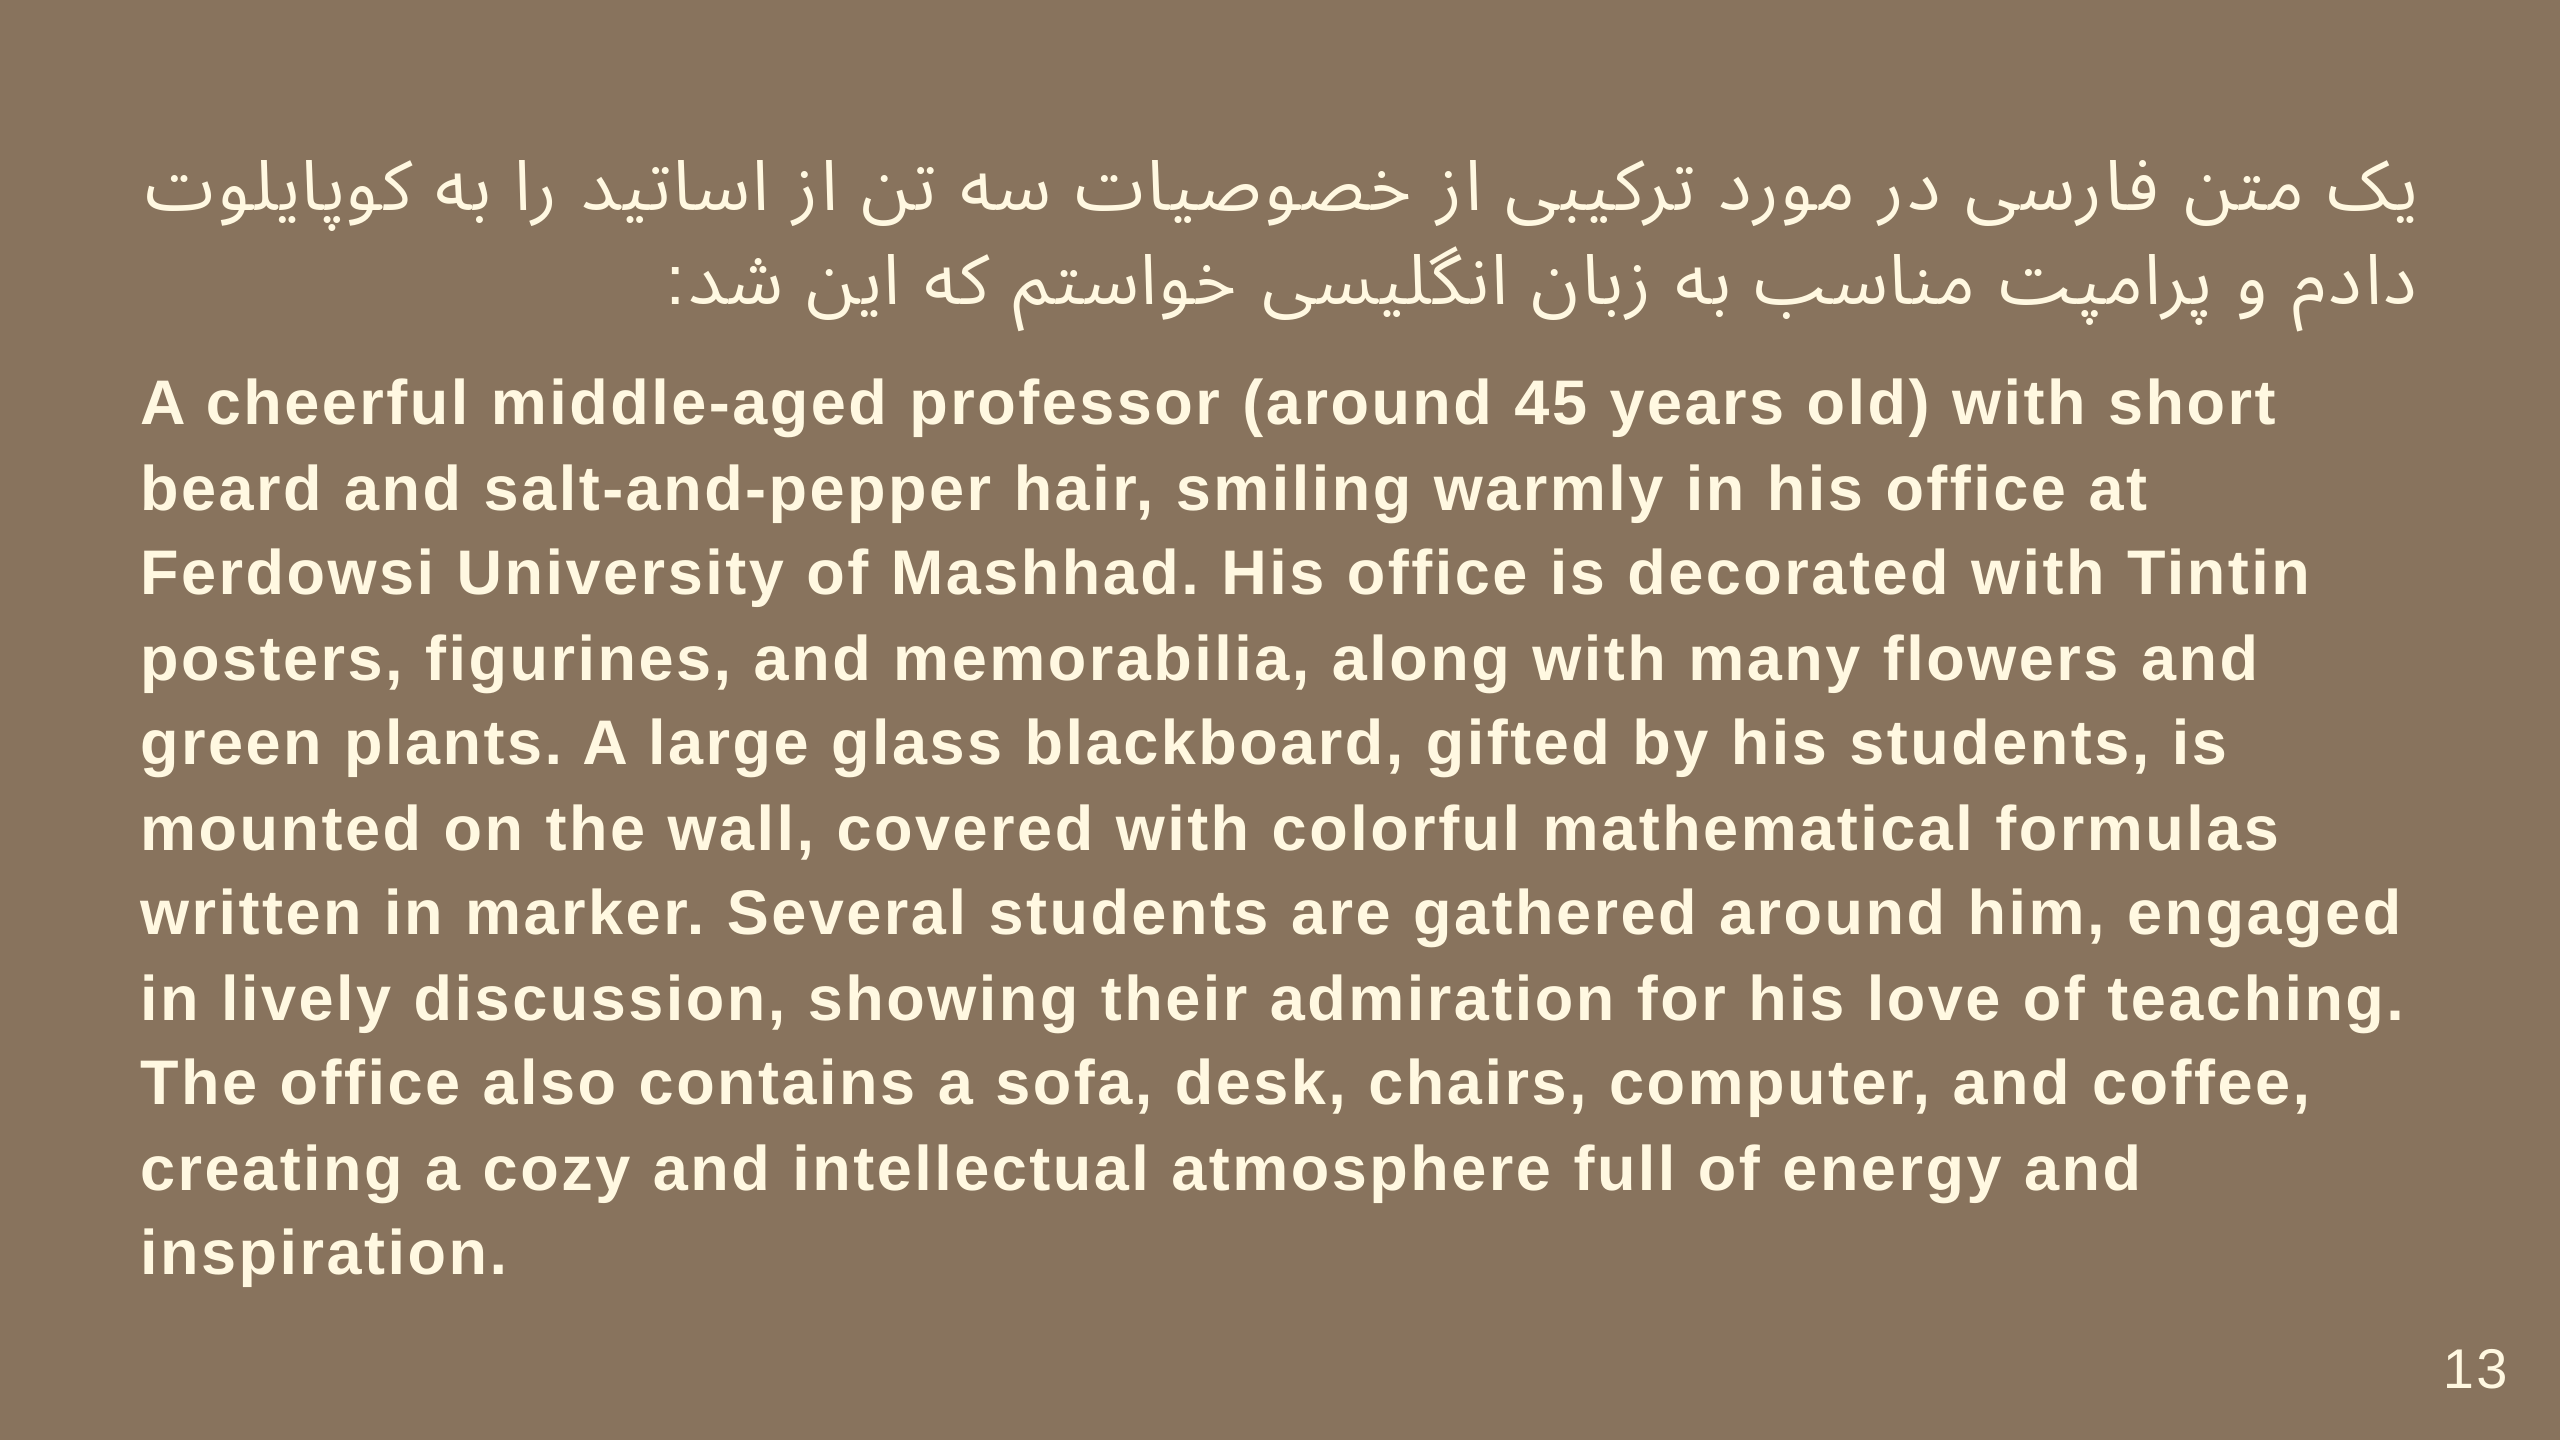 یک متن فارسی در مورد ترکیبی از خصوصیات سه تن از اساتید را به کوپایلوت
دادم و پرامپت مناسب به زبان انگلیسی خواستم که این شد:
A cheerful middle-aged professor (around 45 years old) with short
beard and salt-and-pepper hair, smiling warmly in his office at
Ferdowsi University of Mashhad. His office is decorated with Tintin
posters, figurines, and memorabilia, along with many flowers and
green plants. A large glass blackboard, gifted by his students, is
mounted on the wall, covered with colorful mathematical formulas
written in marker. Several students are gathered around him, engaged
in lively discussion, showing their admiration for his love of teaching.
The office also contains a sofa, desk, chairs, computer, and coffee,
creating a cozy and intellectual atmosphere full of energy and
inspiration.
13